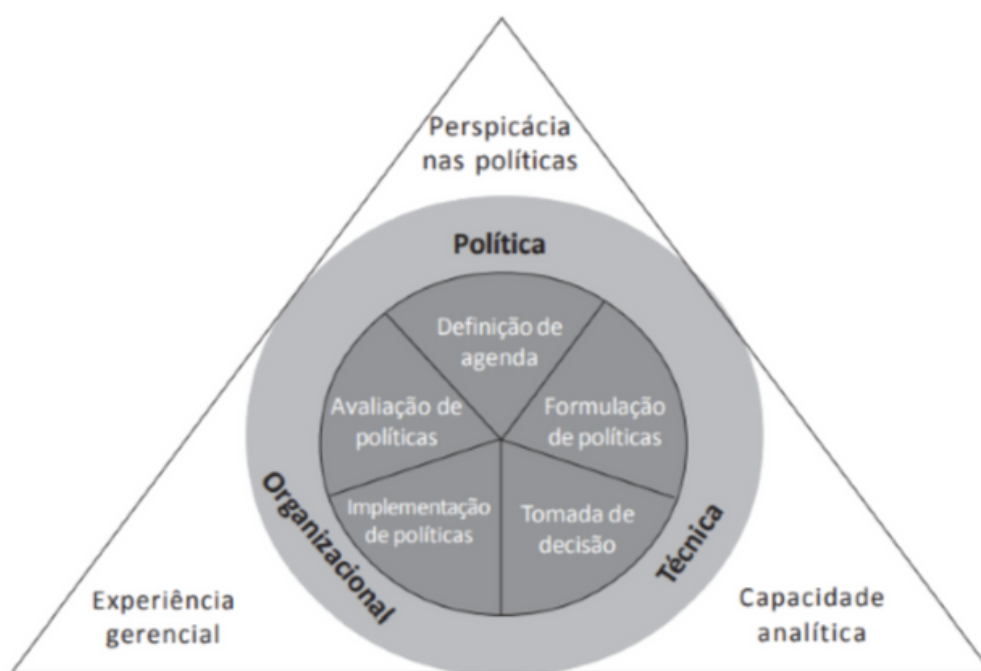 Perspicácia
nas políticas
Política
Definição de
agenda
Avaliação de
políticas
Formulação
de políticas
Implementação
de políticas
Tomada de
decisão
Organizacional
Técnica
Experiência
gerencial
Capacidade
analítica